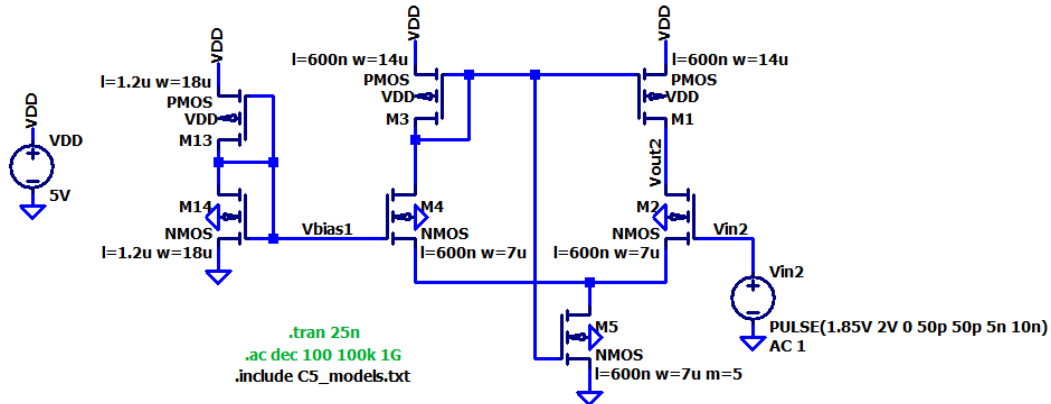 VDD
VDD
5V
VDD
l=1.2u w=18u
PMOS
VDD
M13
M14
NMOS
l=1.2u w=18u
Vbias1
VDD
l=600n w=14u
PMOS
VDD
M3
M4
NMOS
l=600n w=7u
VDD
l=600n w=14u
PMOS
VDD
M1
Vout2
M2
NMOS
l=600n w=7u
Vin2
Vin2
PULSE(1.85V 2V 0 50p 50p 5n 10n)
AC 1
M5
NMOS
l=600n w=7u m=5
.tran 25n
.ac dec 100 100k 1G
.include C5_models.txt